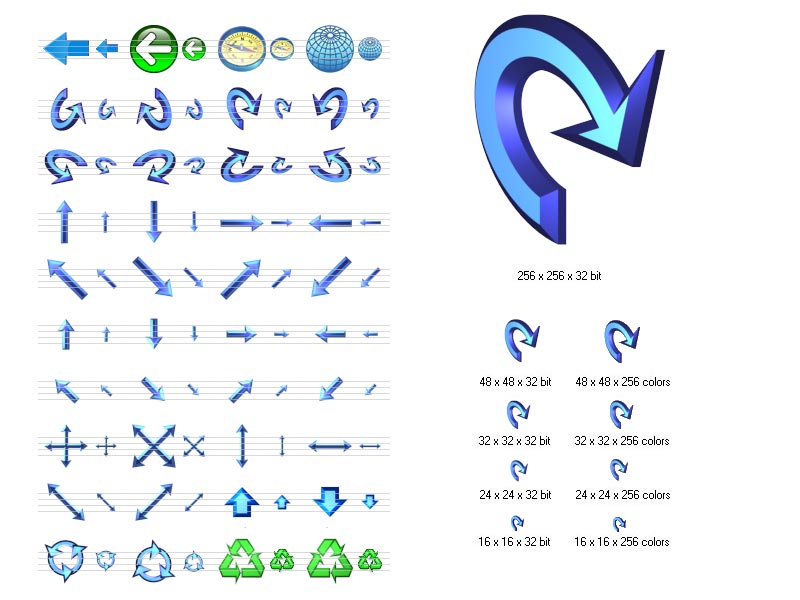 256 x 256 x 32 bit
48 x 48 x 32 bit
48 x 48 x 256 colors
32 x 32 x 32 bit
32 x 32 x 256 colors
24 x 24 x 32 bit
24 x 24 x 256 colors
16 x 16 x 32 bit
16 x 16 x 256 colors